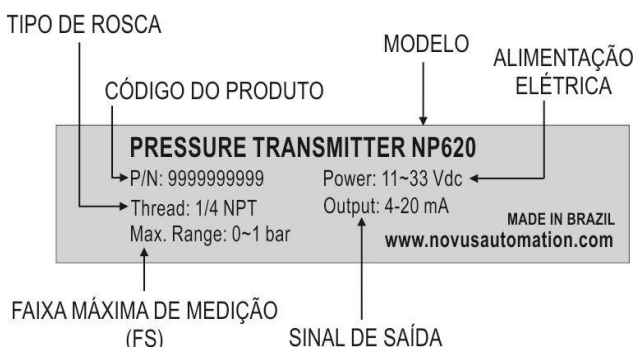 TIPO DE ROSCA
MODELO
ALIMENTAÇÃO
ELÉTRICA
CÓDIGO DO PRODUTO
PRESSURE TRANSMITTER NP620
P/N: 9999999999
Power: 11~33 Vdc
Thread: 1/4 NPT
Output: 4-20 mA
Max. Range: 0~1 bar
MADE IN BRAZIL
www.novusautomation.com
FAIXA MÁXIMA DE MEDIÇÃO
(FS)
SINAL DE SAÍDA